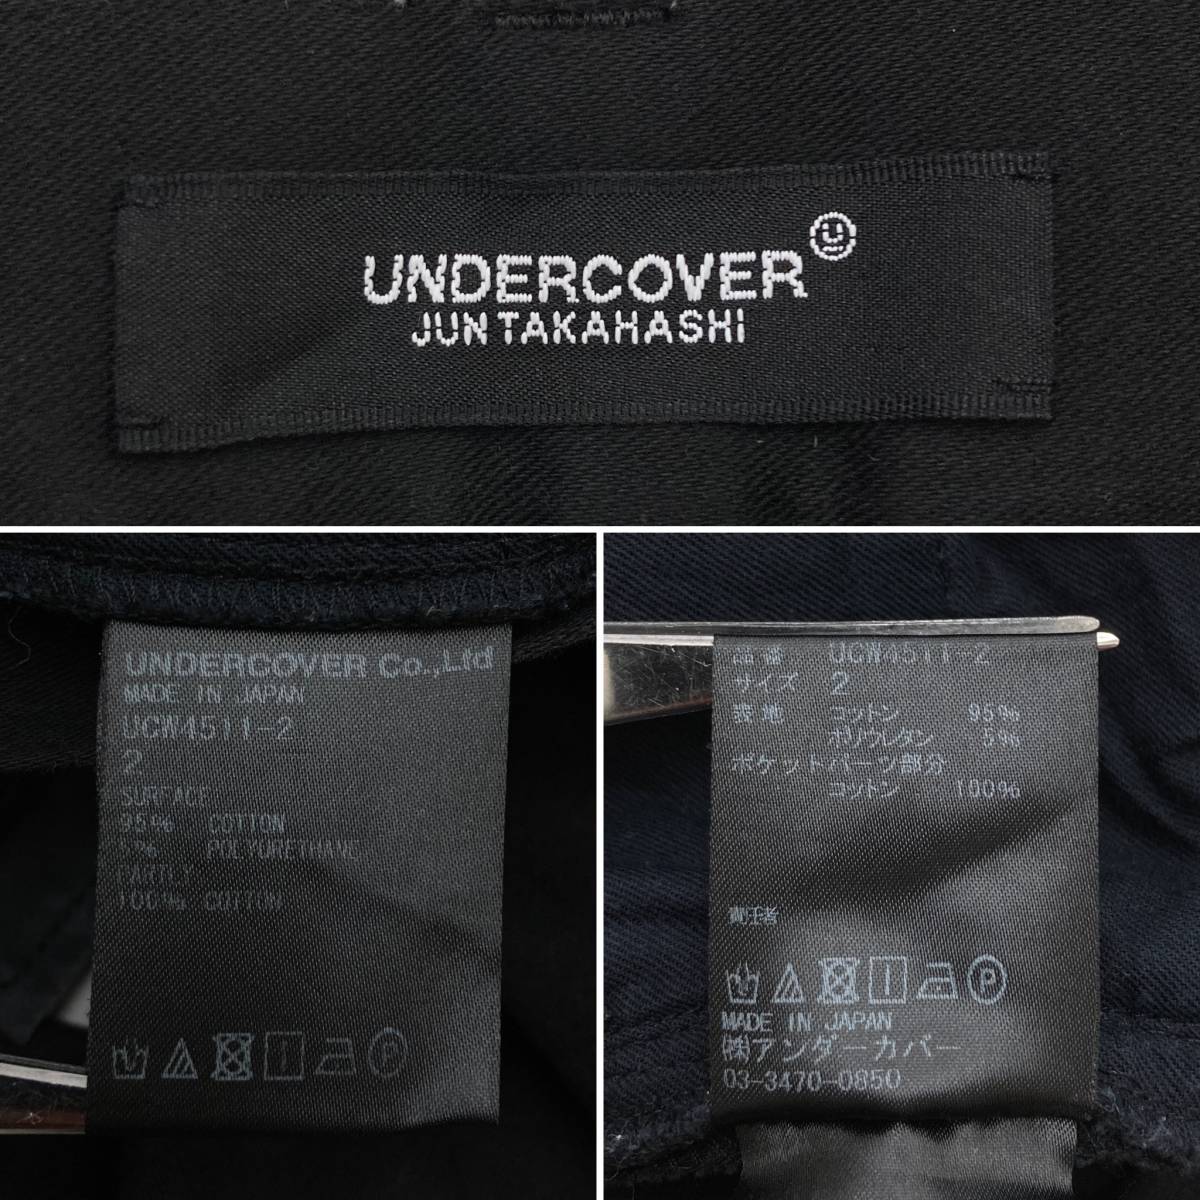 UNDERCOVER
JUN TAKAHASHI
UNDERCOVER Co.,Ltd
MADE IN JAPAN
UCW4511-2
2
SURFACE
95% COTTON
5% POLYURETHANE
PARTLY
100% COTTON
品番 UCW4511-2
サイズ 2
表地 コットン 95%
ポリウレタン 5%
ポケットパーツ部分
コットン 100%
責任者
MADE IN JAPAN
㈱アンダーカバー
03-3470-0850